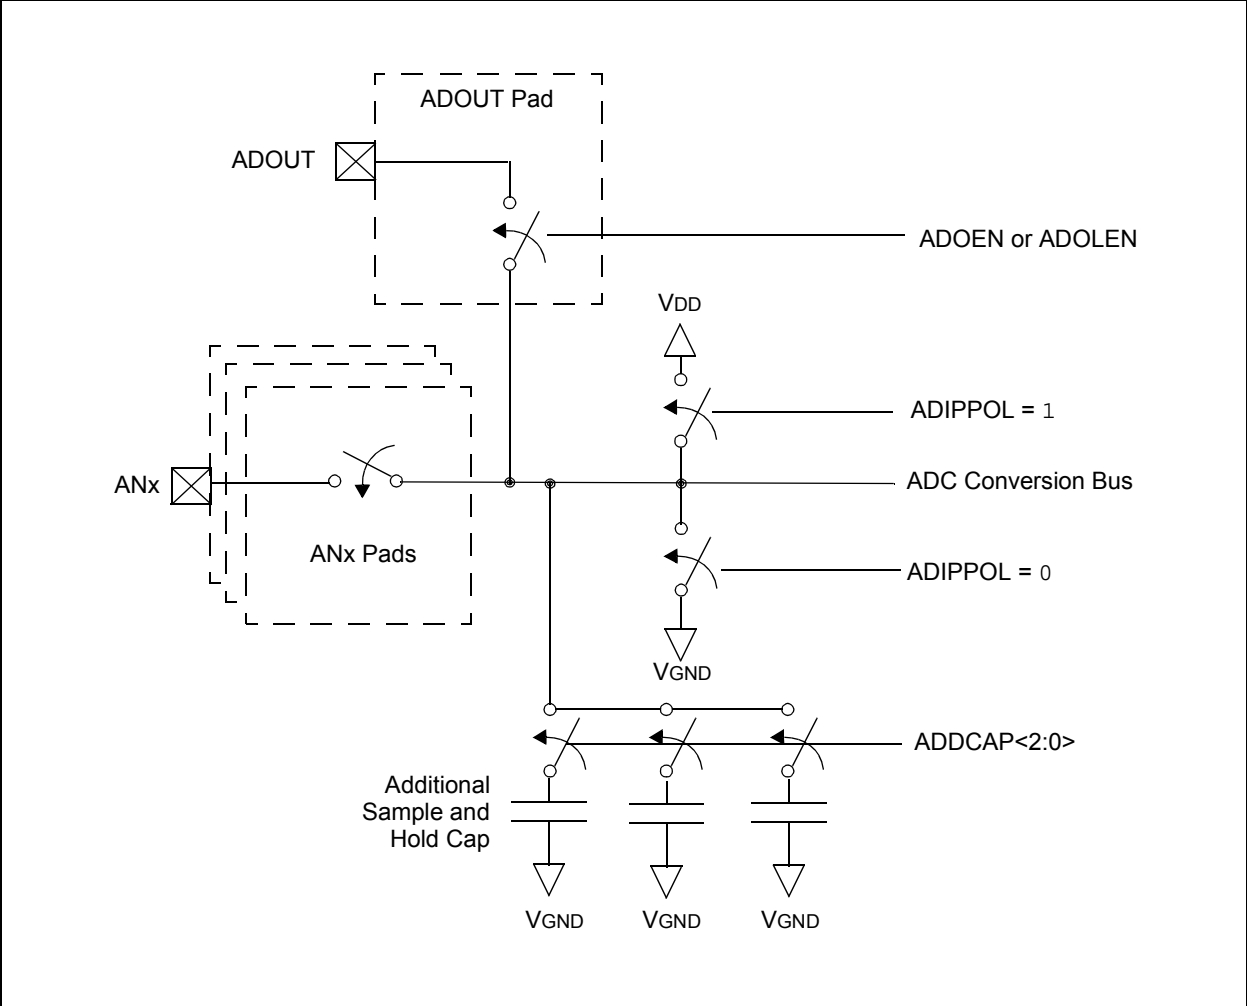 ADOUT Pad
ADOUT
ADOEN or ADOLEN
VDD
ADIPPOL = 1
ANx
ADC Conversion Bus
ANx Pads
ADIPPOL = 0
VGND
ADDCAP<2:0>
Additional
Sample and
Hold Cap
VGND
VGND
VGND